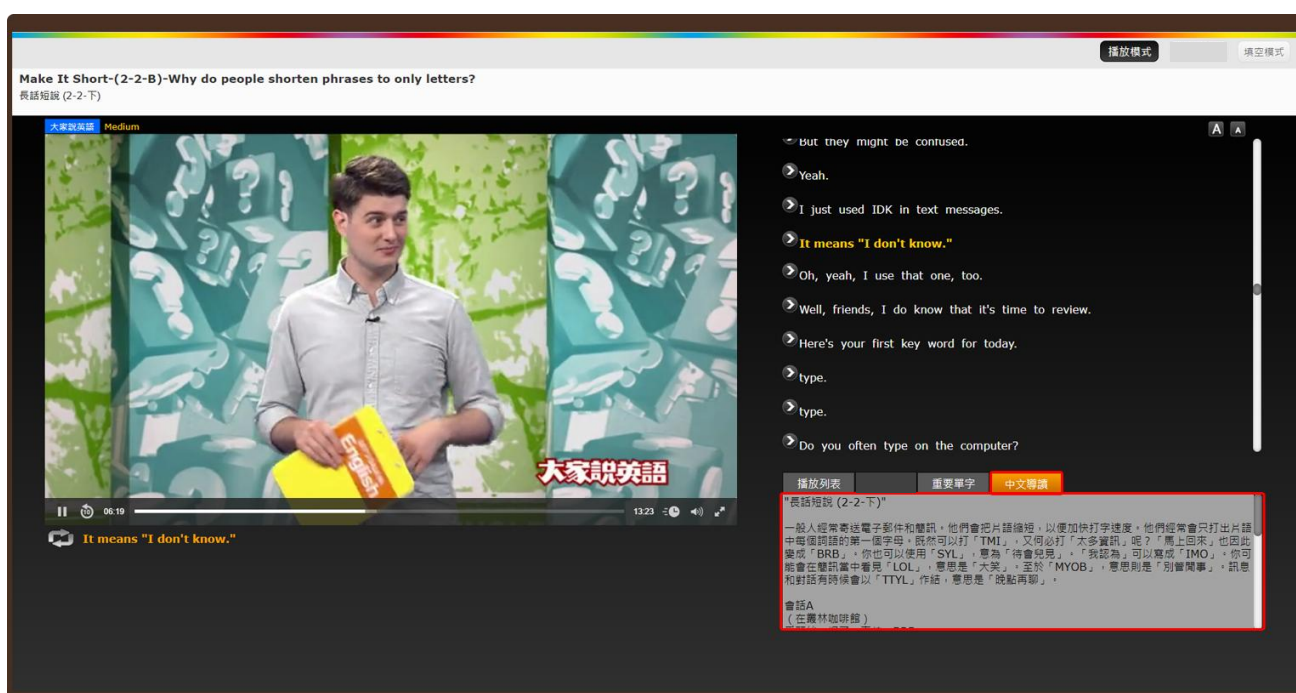 播放模式
填空模式
Make It Short-(2-2-B)-Why do people shorten phrases to only letters?
長話短說 (2-2-下)
大家說英語 Medium
English
大家說英語
06:19
13:23
It means "I don't know."
A A
But they might be confused.
Yeah.
I just used IDK in text messages.
It means "I don't know."
Oh, yeah, I use that one, too.
Well, friends, I do know that it's time to review.
Here's your first key word for today.
type.
type.
Do you often type on the computer?
播放列表
重要單字
中文導讀
"長話短說 (2-2-下)"
一般人經常寄送電子郵件和簡訊。他們會把片語縮短，以便加快打字速度。他們經常會只打出片語
中每個詞語的第一個字母。既然可以打「TMI」，又何必打「太多資訊」呢？「馬上回來」也因此
變成「BRB」。你也可以使用「SYL」，意為「待會兒見」。「我認為」可以寫成「IMO」。你可
能會在簡訊當中看見「LOL」，意思是「大笑」。至於「MYOB」，意思則是「別管閒事」。訊息
和對話有時候會以「TTYL」作結，意思是「晚點再聊」。
會話A
(在叢林咖啡館)